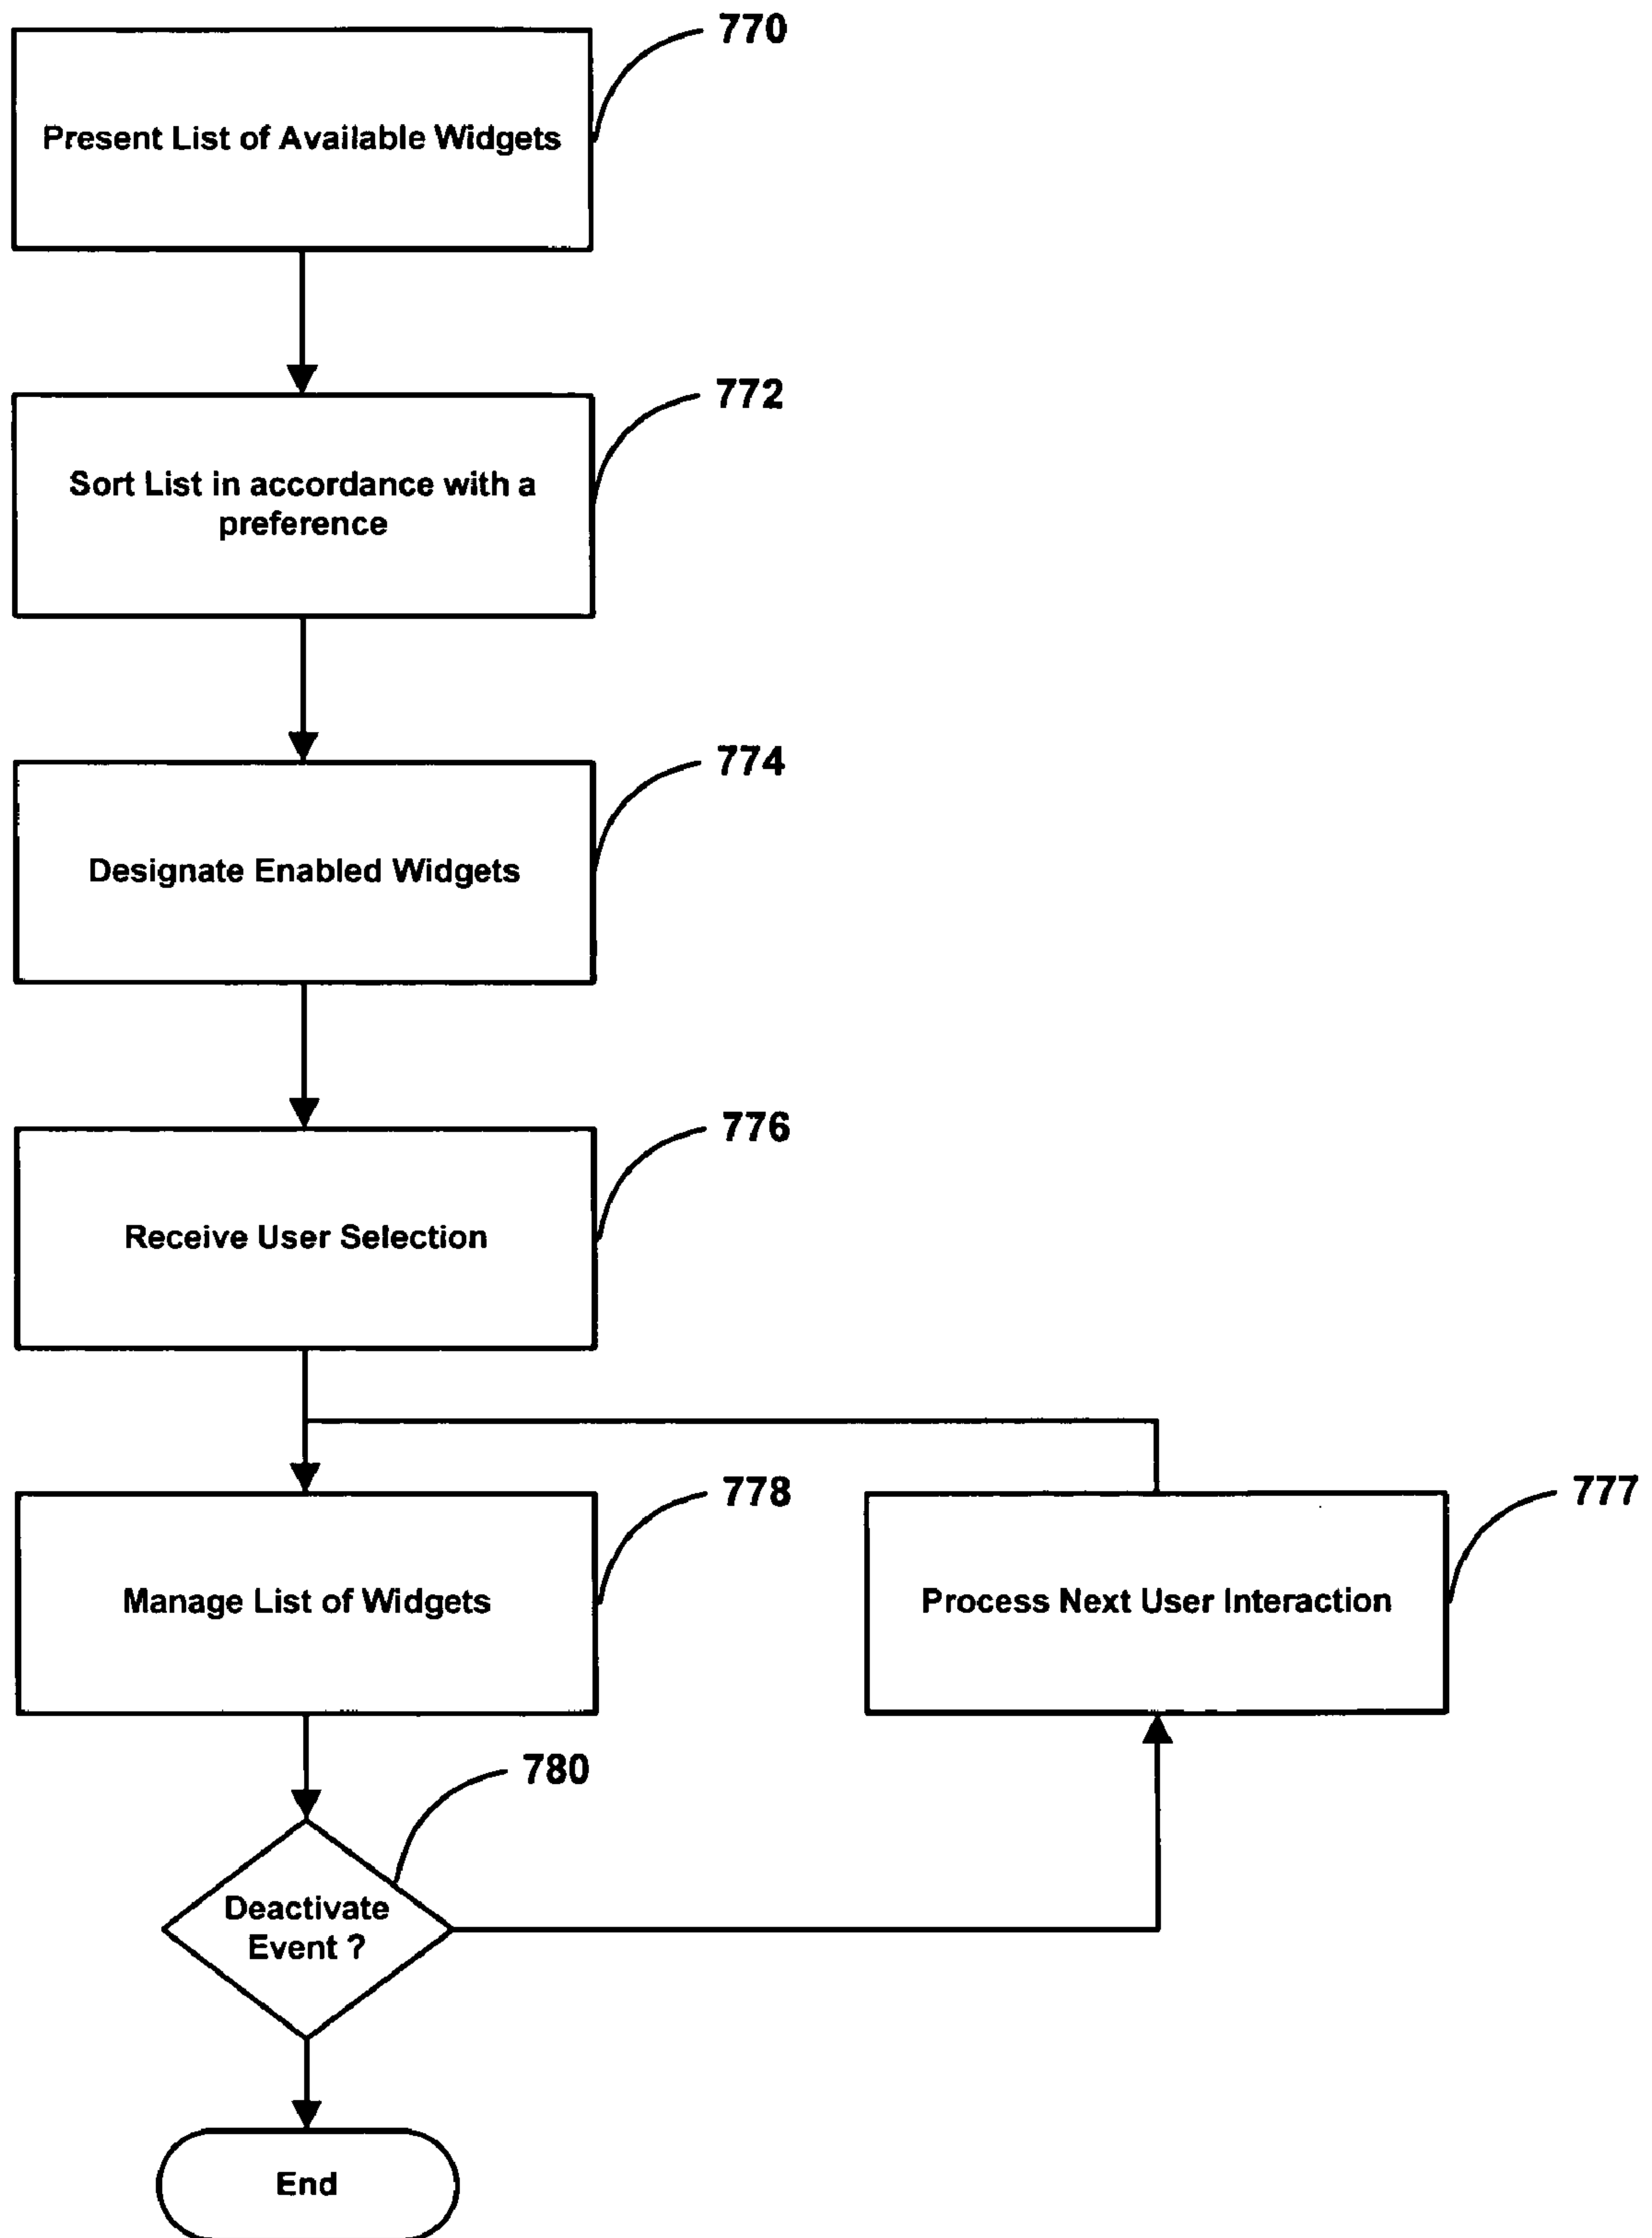 770
Present List of Available Widgets
772
Sort List in accordance with a
preference
774
Designate Enabled Widgets
776
Receive User Selection
778
777
Manage List of Widgets
Process Next User Interaction
780
Deactivate
Event ?
End